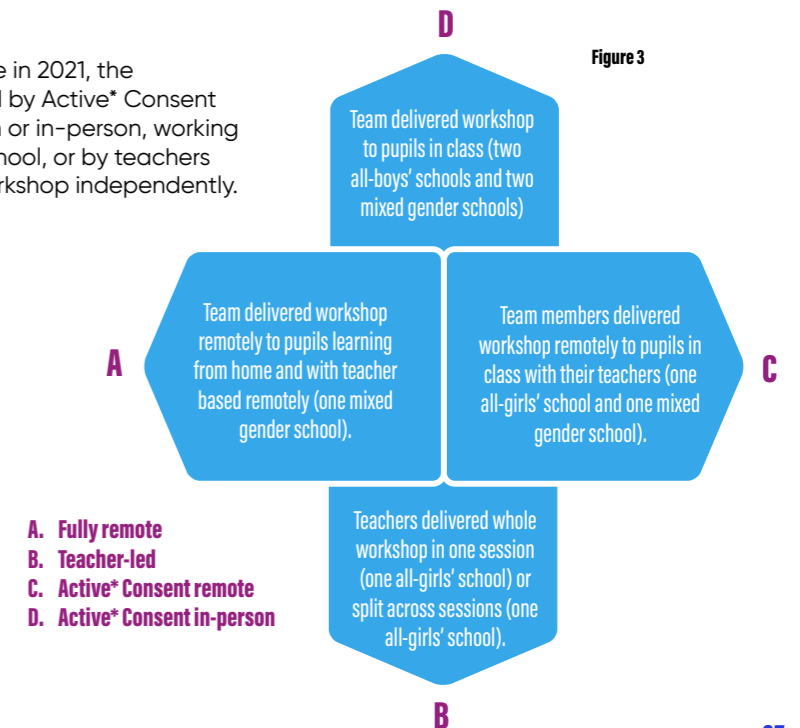 D
Figure 3
e in 2021, the
by Active* Consent
or in-person, working
hool, or by teachers
rkshop independently.
Team delivered workshop
to pupils in class (two
all-boys' schools and two
mixed gender schools)
A
Team delivered workshop
remotely to pupils learning
from home and with teacher
based remotely (one mixed
gender school).
Team members delivered
workshop remotely to pupils in
class with their teachers (one
all-girls' school and one mixed
gender school).
C
A. Fully remote
B. Teacher-led
C. Active* Consent remote
D. Active* Consent in-person
Teachers delivered whole
workshop in one session
(one all-girls' school) or
split across sessions (one
all-girls' school).
B